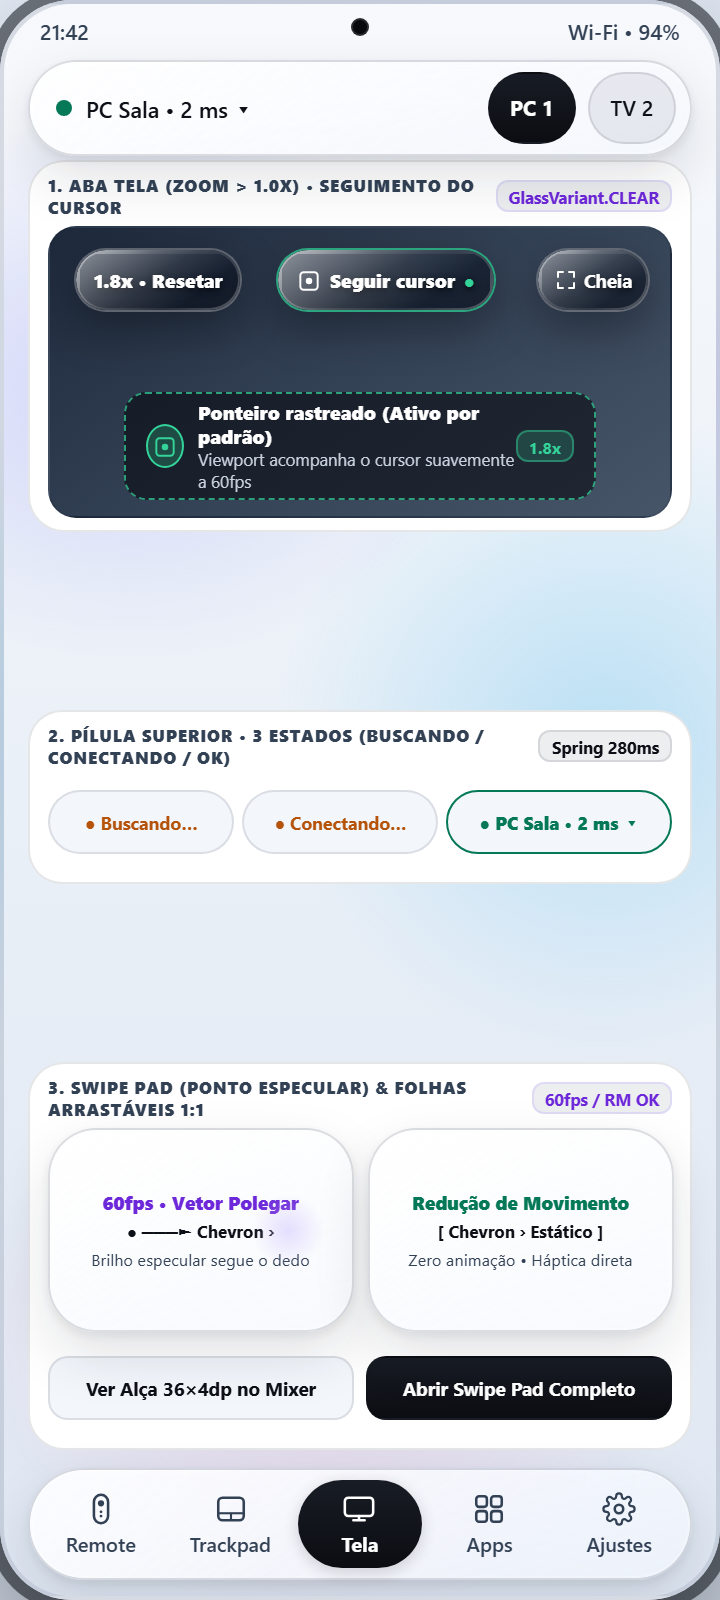 21:42
Wi-Fi • 94%
PC Sala • 2 ms ▾
PC 1
TV 2
1. ABA TELA (ZOOM > 1.0X) • SEGUIMENTO DO
CURSOR
GlassVariant.CLEAR
1.8x • Resetar
Seguir cursor ●
Cheia
Ponteiro rastreado (Ativo por
padrão)
Viewport acompanha o cursor suavemente
a 60fps
1.8x
2. PÍLULA SUPERIOR • 3 ESTADOS (BUSCANDO /
CONECTANDO / OK)
Spring 280ms
● Buscando...
● Conectando...
● PC Sala • 2 ms ▾
3. SWIPE PAD (PONTO ESPECULAR) & FOLHAS
ARRASTÁVEIS 1:1
60fps / RM OK
60fps • Vetor Polegar
● ───► Chevron ›
Brilho especular segue o dedo
Redução de Movimento
[ Chevron › Estático ]
Zero animação • Háptica direta
Ver Alça 36×4dp no Mixer
Abrir Swipe Pad Completo
Remote
Trackpad
Tela
Apps
Ajustes